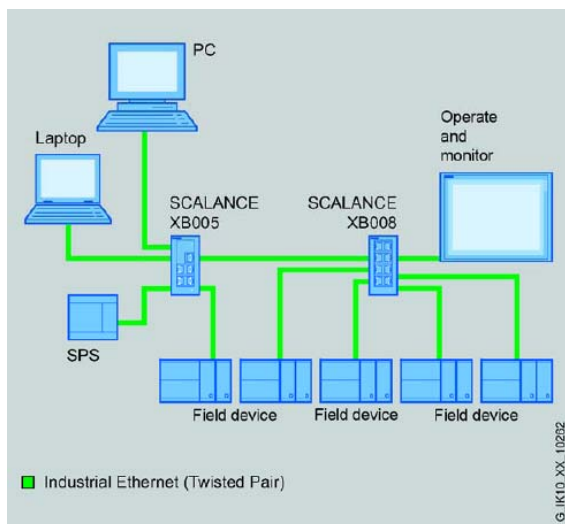 PC
Laptop
Operate
and
monitor
SCALANCE
XB005
SCALANCE
XB008
SPS
Field device
Field device
Field device
Industrial Ethernet (Twisted Pair)
G_IK10_XX_10282